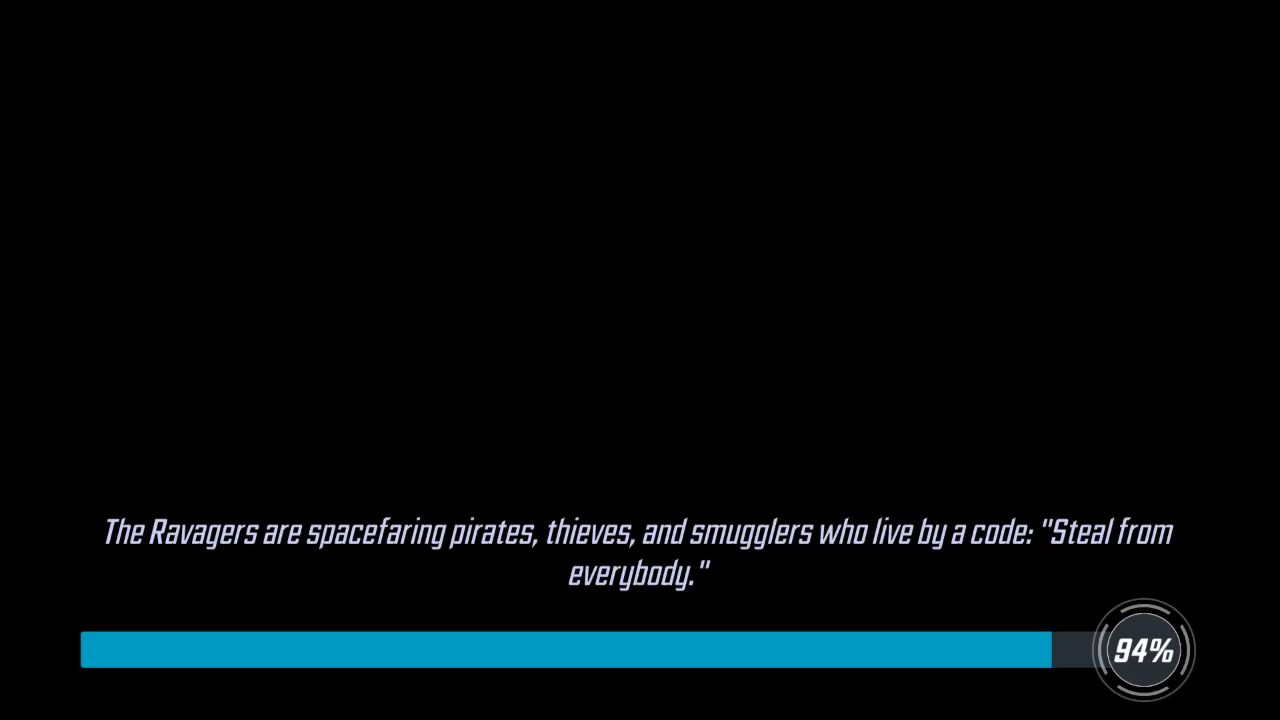 The Ravagers are spacefaring pirates, thieves, and smugglers who live by a code: "Steal from
everybody."
94%